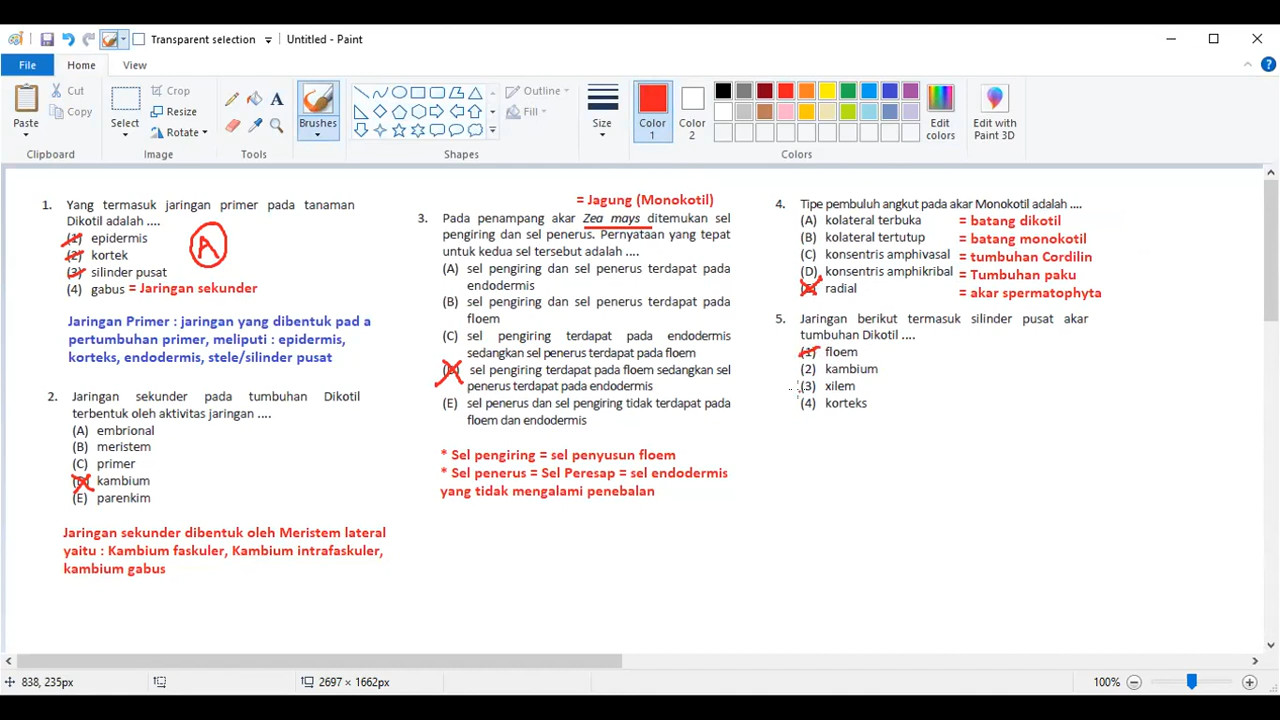 Transparent selection
Untitled - Paint
File
Home
View
Paste
Cut
Copy
Clipboard
Select
Crop
Resize
Rotate
Image
Tools
Brushes
Shapes
Outline
Fill
Size
Color
1
Color
2
Colors
Edit
colors
Edit with
Paint 3D
1. Yang termasuk jaringan primer pada tanaman
Dikotil adalah ....
(1) epidermis
(2) kortek
(3) silinder pusat
(4) gabus = Jaringan sekunder
A
Jaringan Primer : jaringan yang dibentuk pad a
pertumbuhan primer, meliputi : epidermis,
korteks, endodermis, stele/silinder pusat
2. Jaringan sekunder pada tumbuhan Dikotil
terbentuk oleh aktivitas jaringan ....
(A) embrional
(B) meristem
(C) primer
(D) kambium
(E) parenkim
Jaringan sekunder dibentuk oleh Meristem lateral
yaitu : Kambium faskuler, Kambium intrafaskuler,
kambium gabus
= Jagung (Monokotil)
3. Pada penampang akar Zea mays ditemukan sel
pengiring dan sel penerus. Pernyataan yang tepat
untuk kedua sel tersebut adalah ....
(A) sel pengiring dan sel penerus terdapat pada
endodermis
(B) sel pengiring dan sel penerus terdapat pada
floem
(C) sel pengiring terdapat pada endodermis
sedangkan sel penerus terdapat pada floem
(D) sel pengiring terdapat pada floem sedangkan sel
penerus terdapat pada endodermis
(E) sel penerus dan sel pengiring tidak terdapat pada
floem dan endodermis
* Sel pengiring = sel penyusun floem
* Sel penerus = Sel Peresap = sel endodermis
yang tidak mengalami penebalan
4. Tipe pembuluh angkut pada akar Monokotil adalah ....
(A) kolateral terbuka = batang dikotil
(B) kolateral tertutup = batang monokotil
(C) konsentris amphivasal = tumbuhan Cordilin
(D) konsentris amphikribal = Tumbuhan paku
(E) radial = akar spermatophyta
5. Jaringan berikut termasuk silinder pusat akar
tumbuhan Dikotil ....
(1) floem
(2) kambium
(3) xilem
(4) korteks
838, 235px
2697 × 1662px
100%